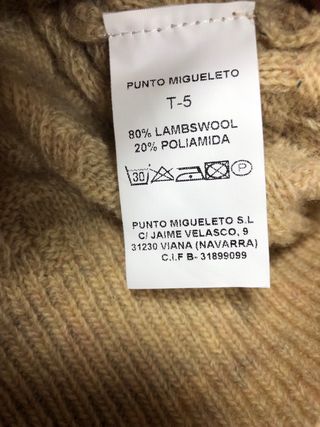 PUNTO MIGUELETO
T-5
80% LAMBSWOOL
20% POLIAMIDA
30 P
PUNTO MIGUELETO S.L
C/ JAIME VELASCO, 9
31230 VIANA (NAVARRA)
C.I.F B- 31899099